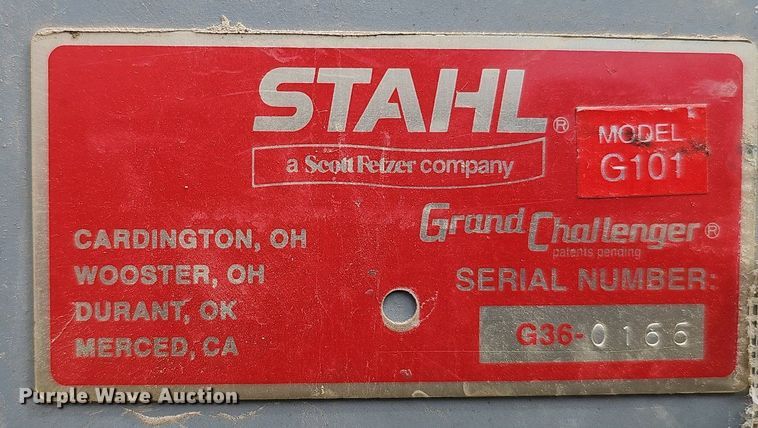 STAHL®
a Scott Fetzer company
MODEL
G101
Grand Challenger®
patents pending
CARDINGTON, OH
WOOSTER, OH
DURANT, OK
MERCED, CA
SERIAL NUMBER:
G36-0166
Purple Wave Auction